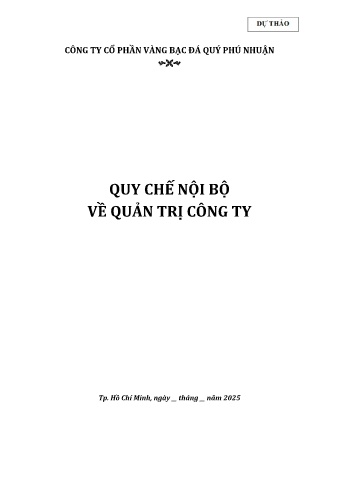 DỰ THẢO
CÔNG TY CỔ PHẦN VÀNG BẠC ĐÁ QUÝ PHÚ NHUẬN
QUY CHẾ NỘI BỘ
VỀ QUẢN TRỊ CÔNG TY
Tp. Hồ Chí Minh, ngày __ tháng __ năm 2025